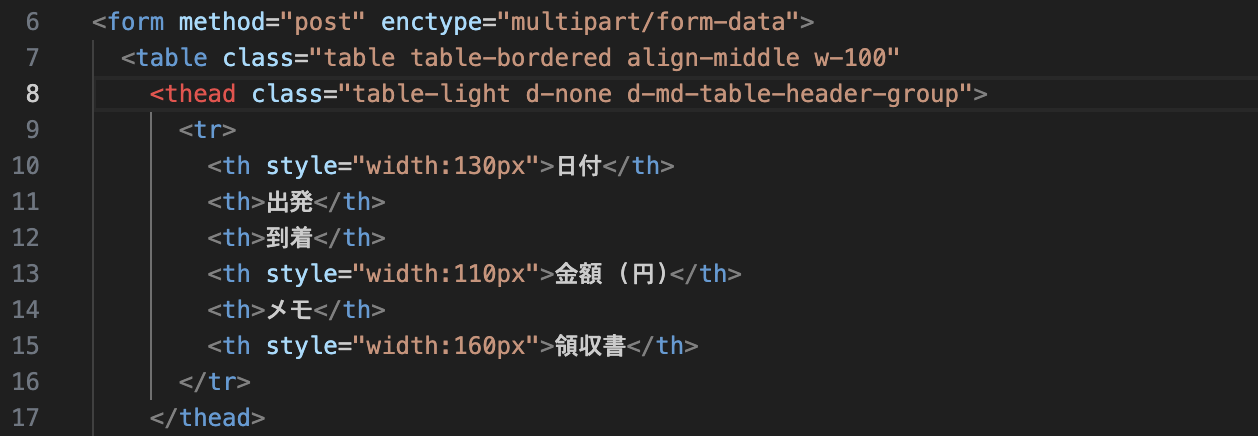 6 <form method="post" enctype="multipart/form-data">
7 <table class="table table-bordered align-middle w-100"
8 <thead class="table-light d-none d-md-table-header-group">
9 <tr>
10 <th style="width:130px">日付</th>
11 <th>出発</th>
12 <th>到着</th>
13 <th style="width:110px">金額 (円)</th>
14 <th>メモ</th>
15 <th style="width:160px">領収書</th>
16 </tr>
17 </thead>